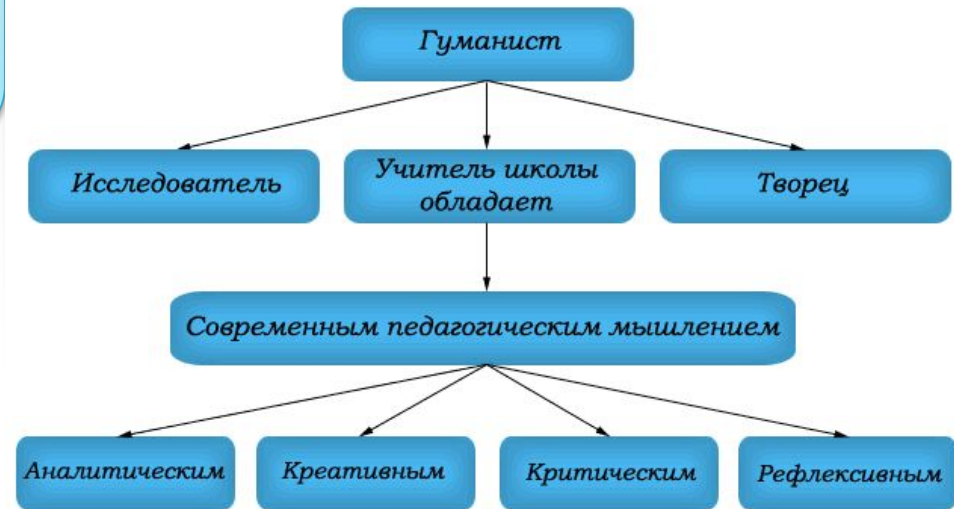 Гуманист
Исследователь
Учитель школы
обладает
Творец
Современным педагогическим мышлением
Аналитическим
Креативным
Критическим
Рефлексивным